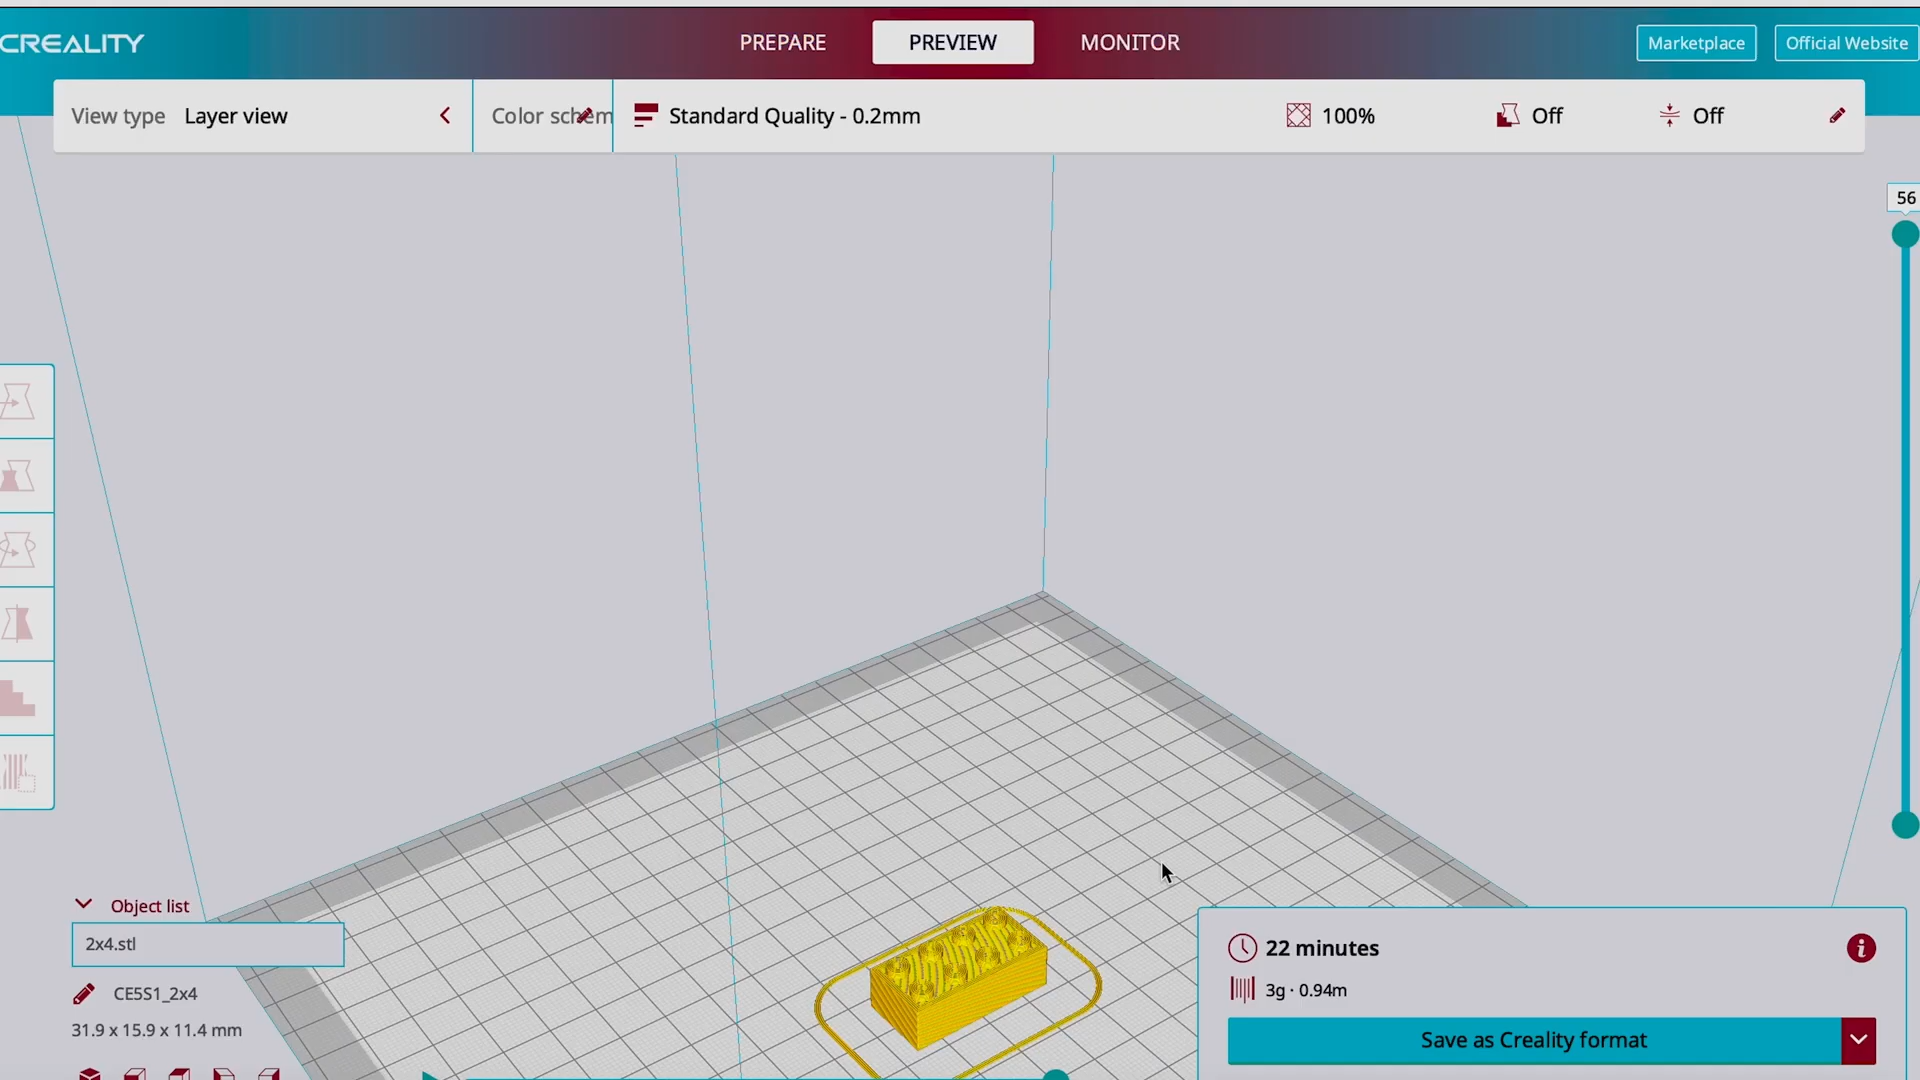 CREALITY
PREPARE
PREVIEW
MONITOR
Marketplace
Official Website
View type Layer view
Color schem
Standard Quality - 0.2mm
100%
Off
Off
56
Object list
2x4.stl
CE5S1_2x4
31.9 x 15.9 x 11.4 mm
22 minutes
3g · 0.94m
Save as Creality format